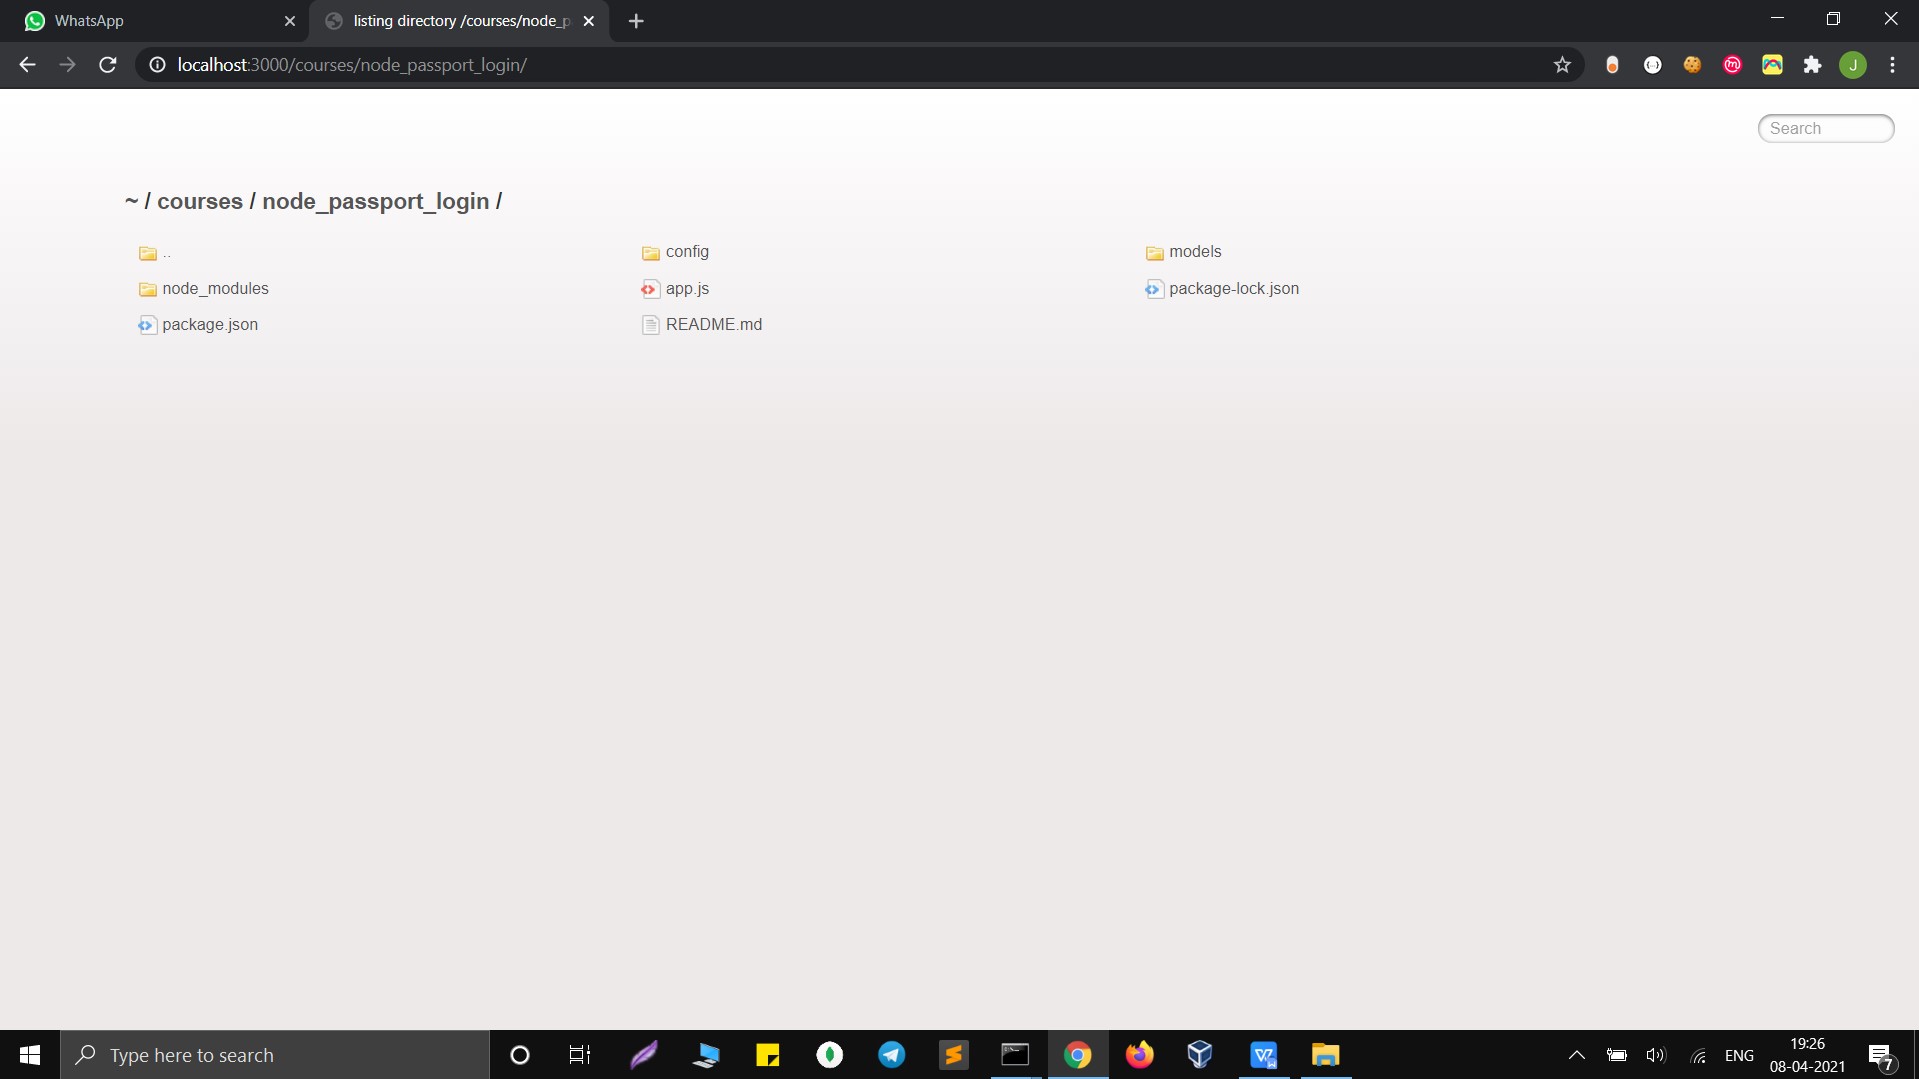 WhatsApp
listing directory /courses/node_p
localhost:3000/courses/node_passport_login/
J
Search
~ / courses / node_passport_login /
.. config models
node_modules app.js package-lock.json
package.json README.md
Type here to search
ENG
19:26
08-04-2021
7